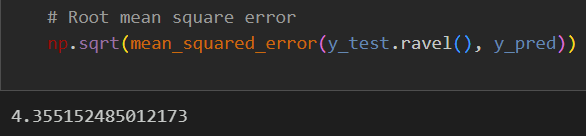 # Root mean square error
np.sqrt(mean_squared_error(y_test.ravel(), y_pred))
4.355152485012173